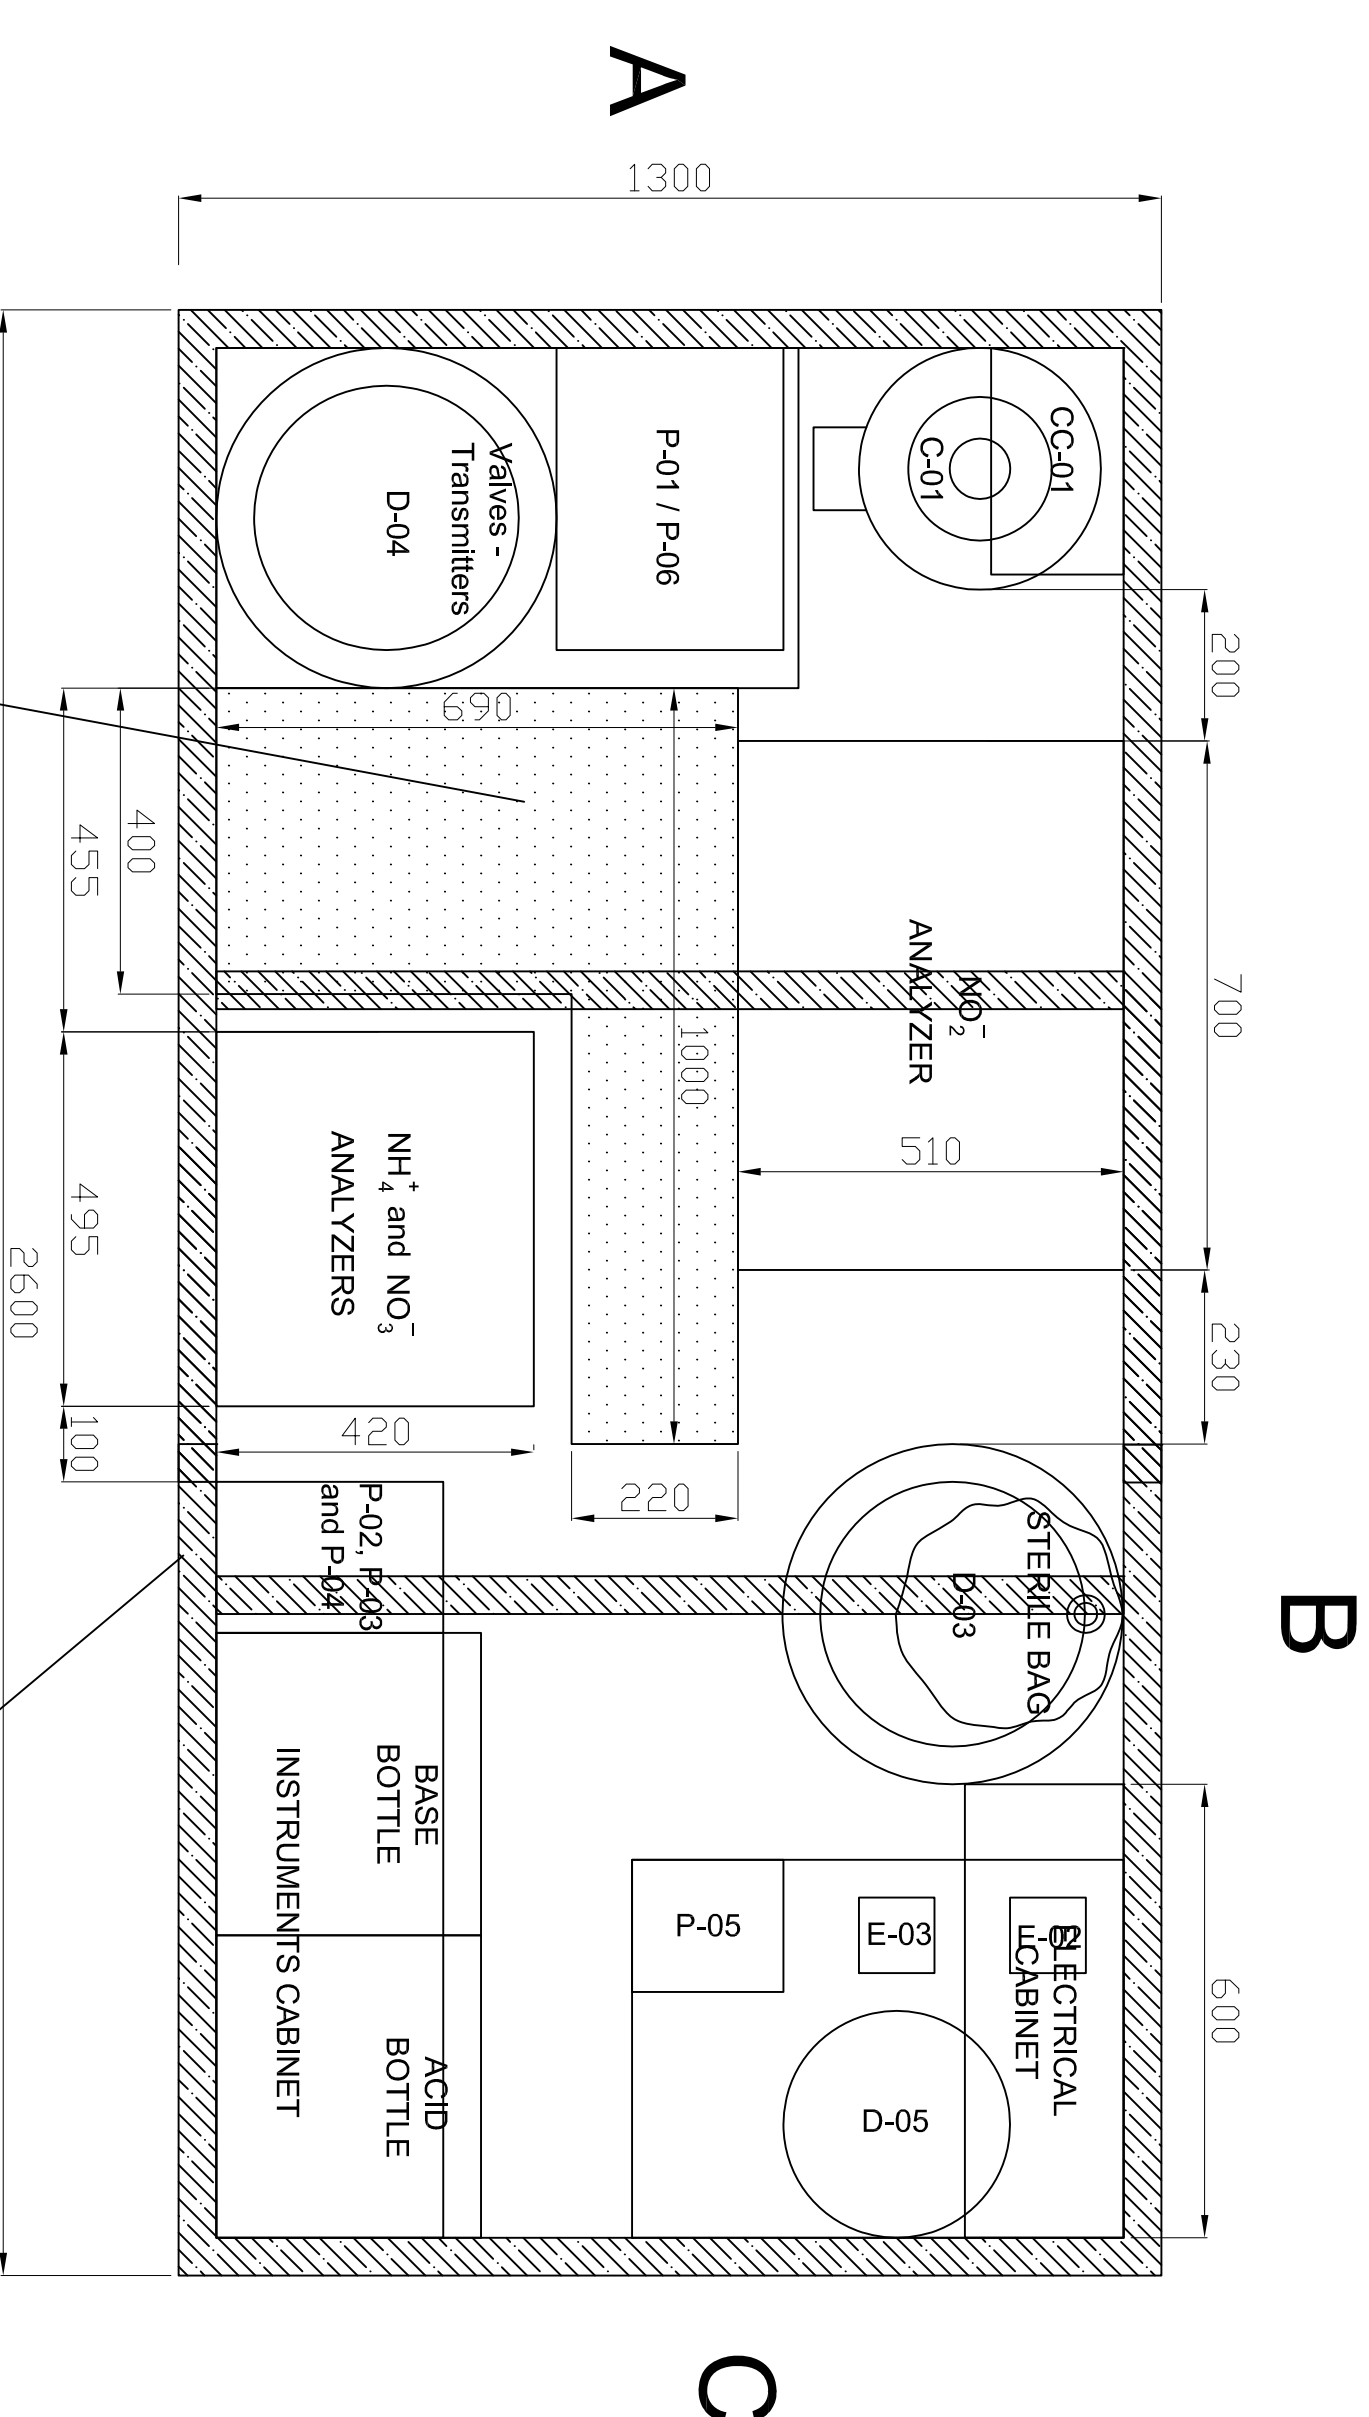 A
B
C
1300
2600
200
700
230
600
CC-01
C-01
P-01 / P-06
Valves -
Transmitters
D-04
690
1000
400
455
495
100
NO₂⁻
ANALYZER
510
NH₄⁺ and NO₃⁻
ANALYZERS
420
220
STERILE BAG
D-03
P-02, P-03
and P-04
BASE
BOTTLE
INSTRUMENTS CABINET
ACID
BOTTLE
P-05
E-03
ELECTRICAL
CABINET
D-05